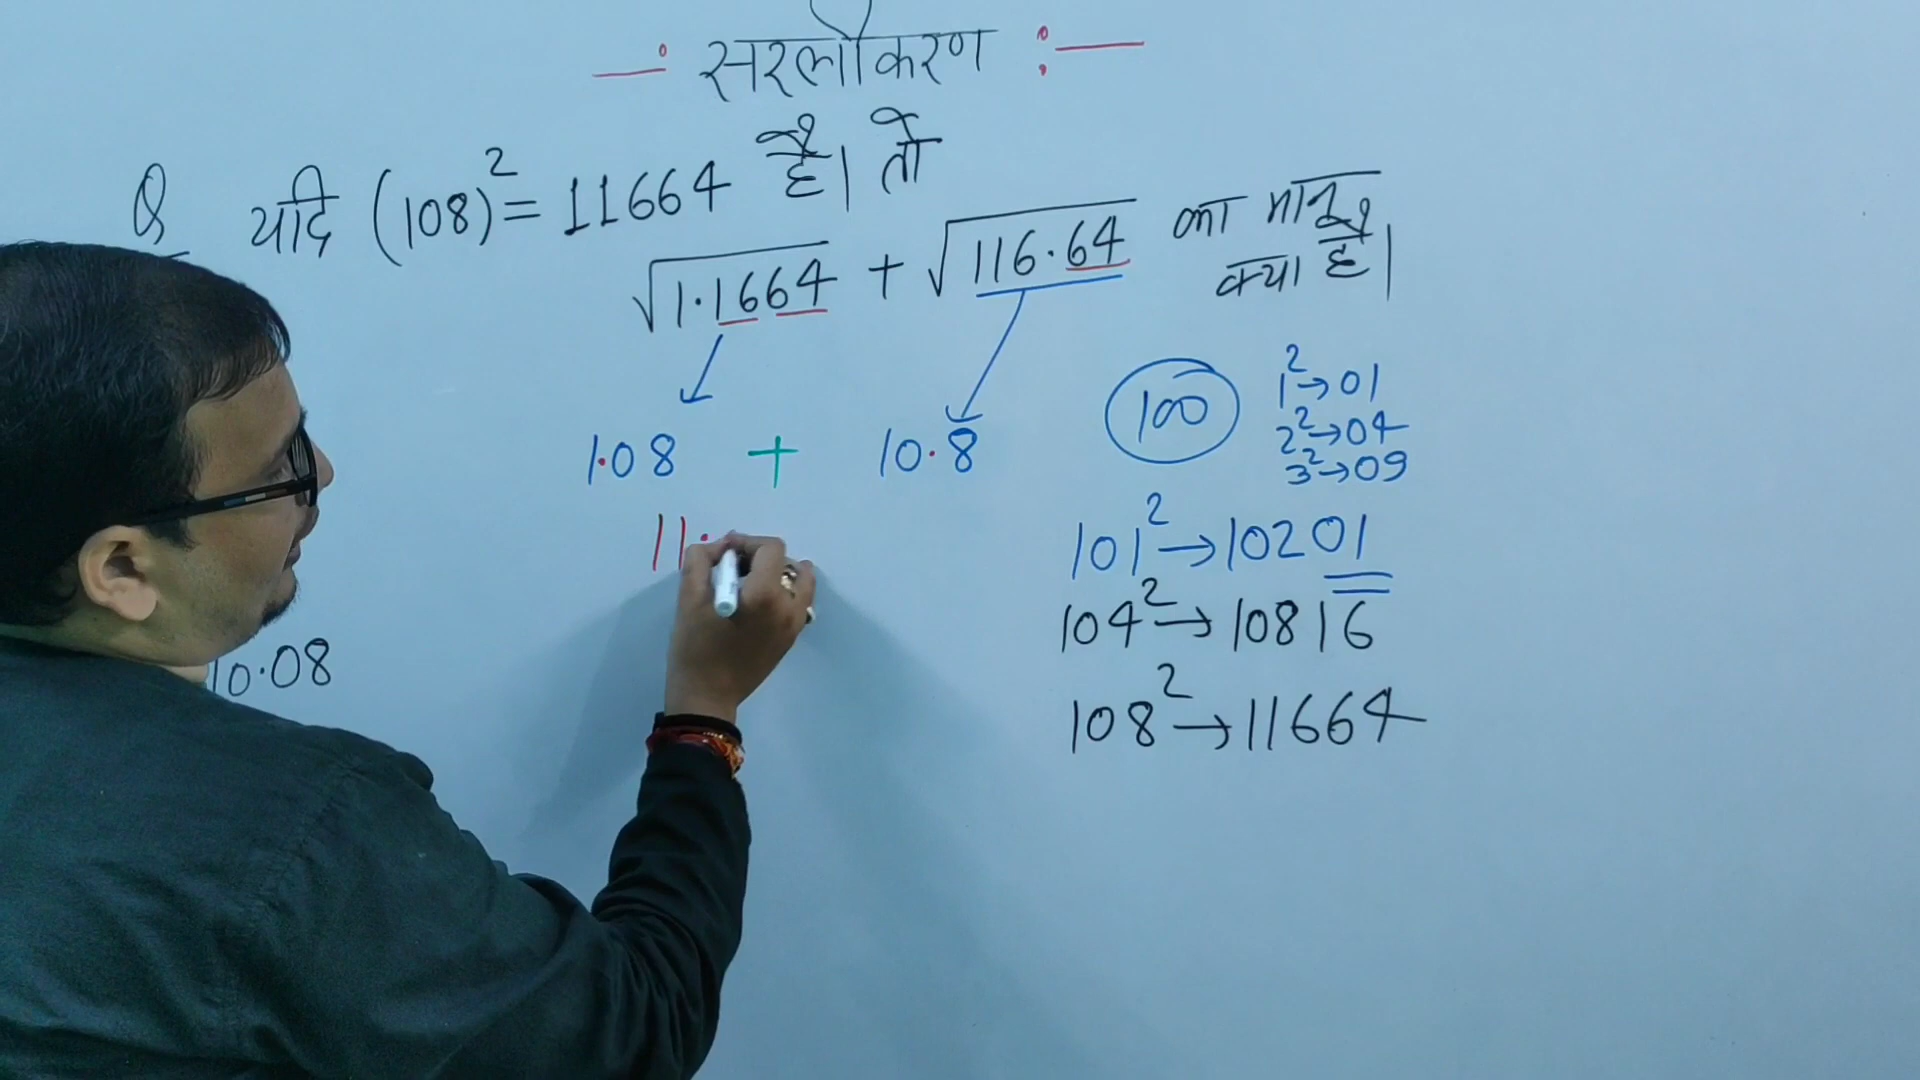 —: सरलीकरण :—
Q यदि (108)² = 11664 है। तो
√1.1664 + √116.64 का मान
क्या है।
1.08 + 10.8
11.
10.08
100
1² → 01
2² → 04
3² → 09
101² → 10201
104² → 10816
108² → 11664